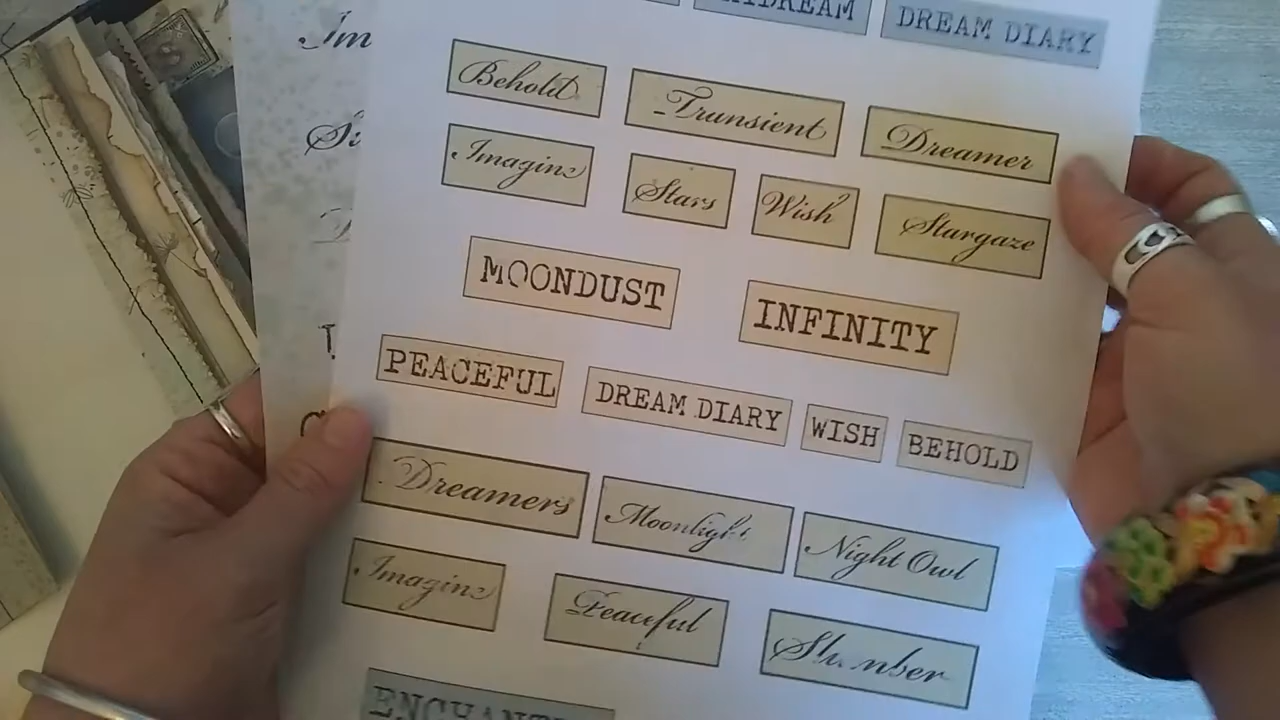 DREAM DIARY
Behold Transient Dreamer
Imagine Stars Wish Stargaze
MOONDUST INFINITY
PEACEFUL DREAM DIARY WISH BEHOLD
Dreamers Moonlight Night Owl
Imagine Peaceful Slumber